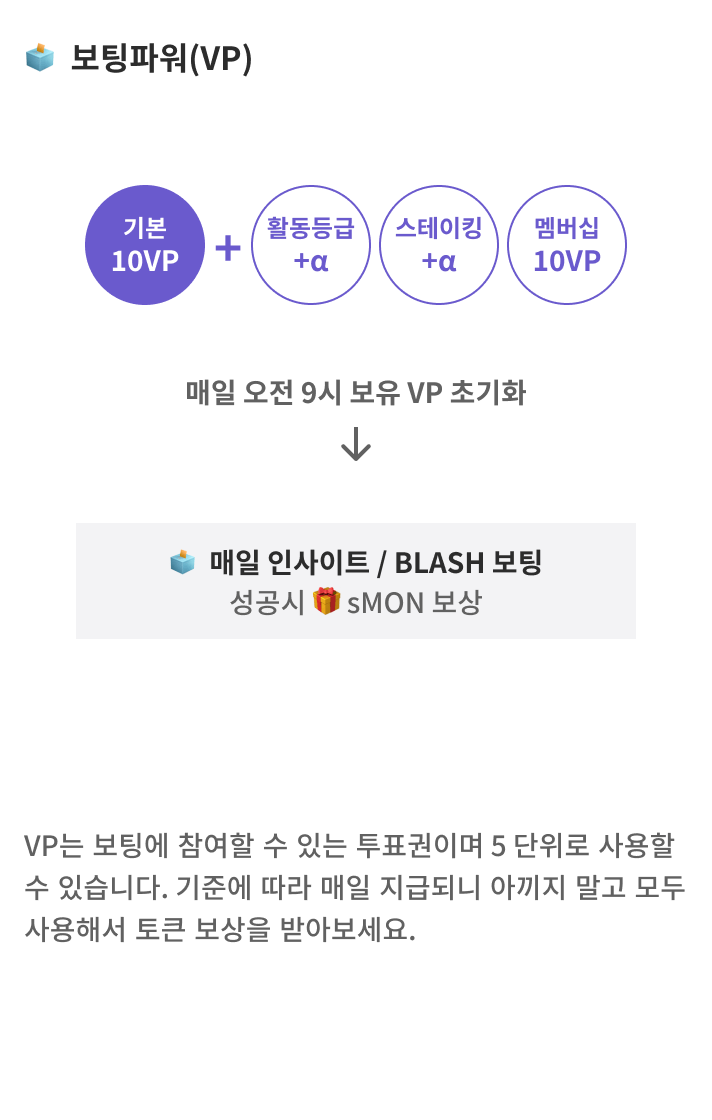 보팅파워(VP)
기본 + 활동등급 스테이킹 멤버십
10VP +α +α 10VP
매일 오전 9시 보유 VP 초기화
매일 인사이트 / BLASH 보팅
성공시 sMON 보상
VP는 보팅에 참여할 수 있는 투표권이며 5 단위로 사용할
수 있습니다. 기준에 따라 매일 지급되니 아끼지 말고 모두
사용해서 토큰 보상을 받아보세요.